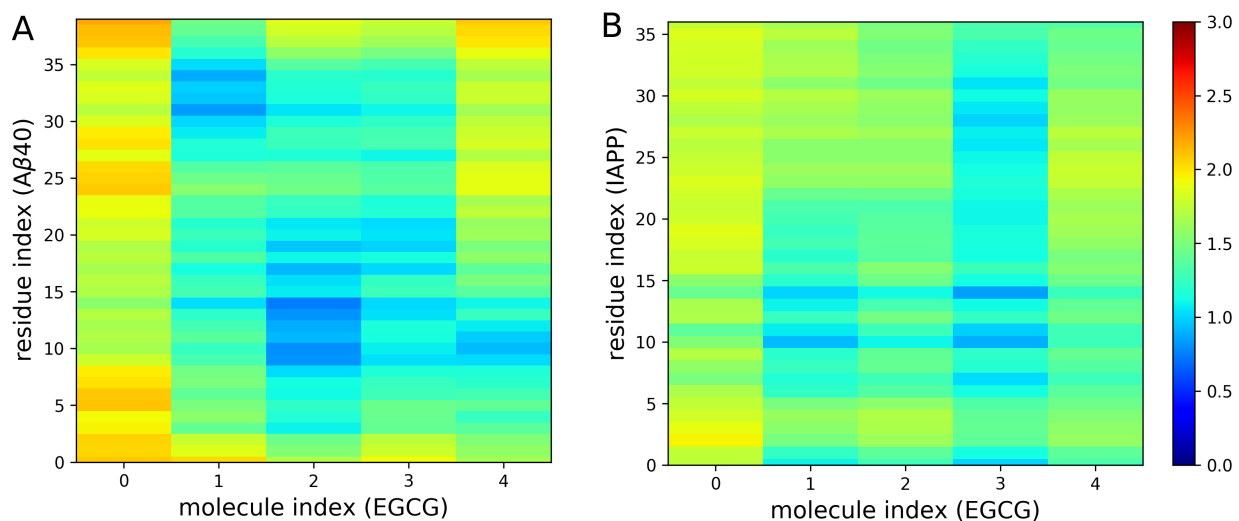 A
35
30
25
20
15
10
5
0
residue index (Aβ40)
0 1 2 3 4
molecule index (EGCG)
B
35
30
25
20
15
10
5
0
residue index (IAPP)
0 1 2 3 4
molecule index (EGCG)
3.0
2.5
2.0
1.5
1.0
0.5
0.0